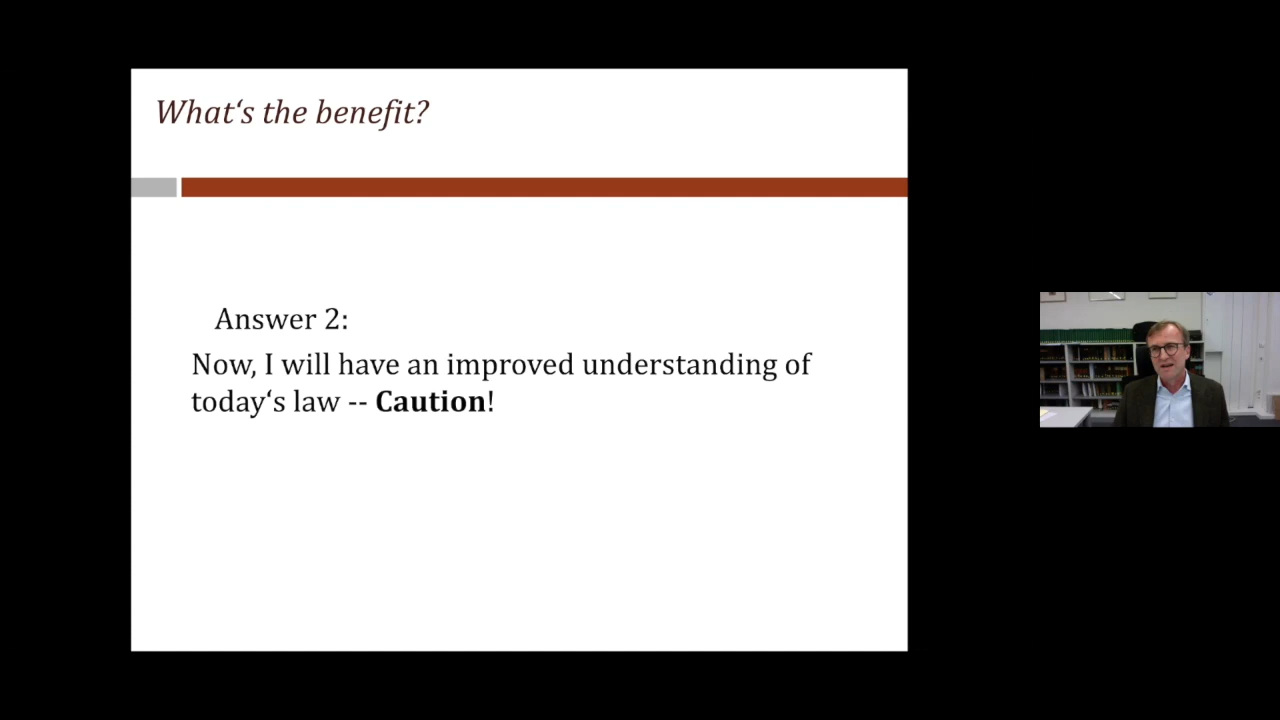 What‘s the benefit?
Answer 2:
Now, I will have an improved understanding of
today‘s law -- Caution!